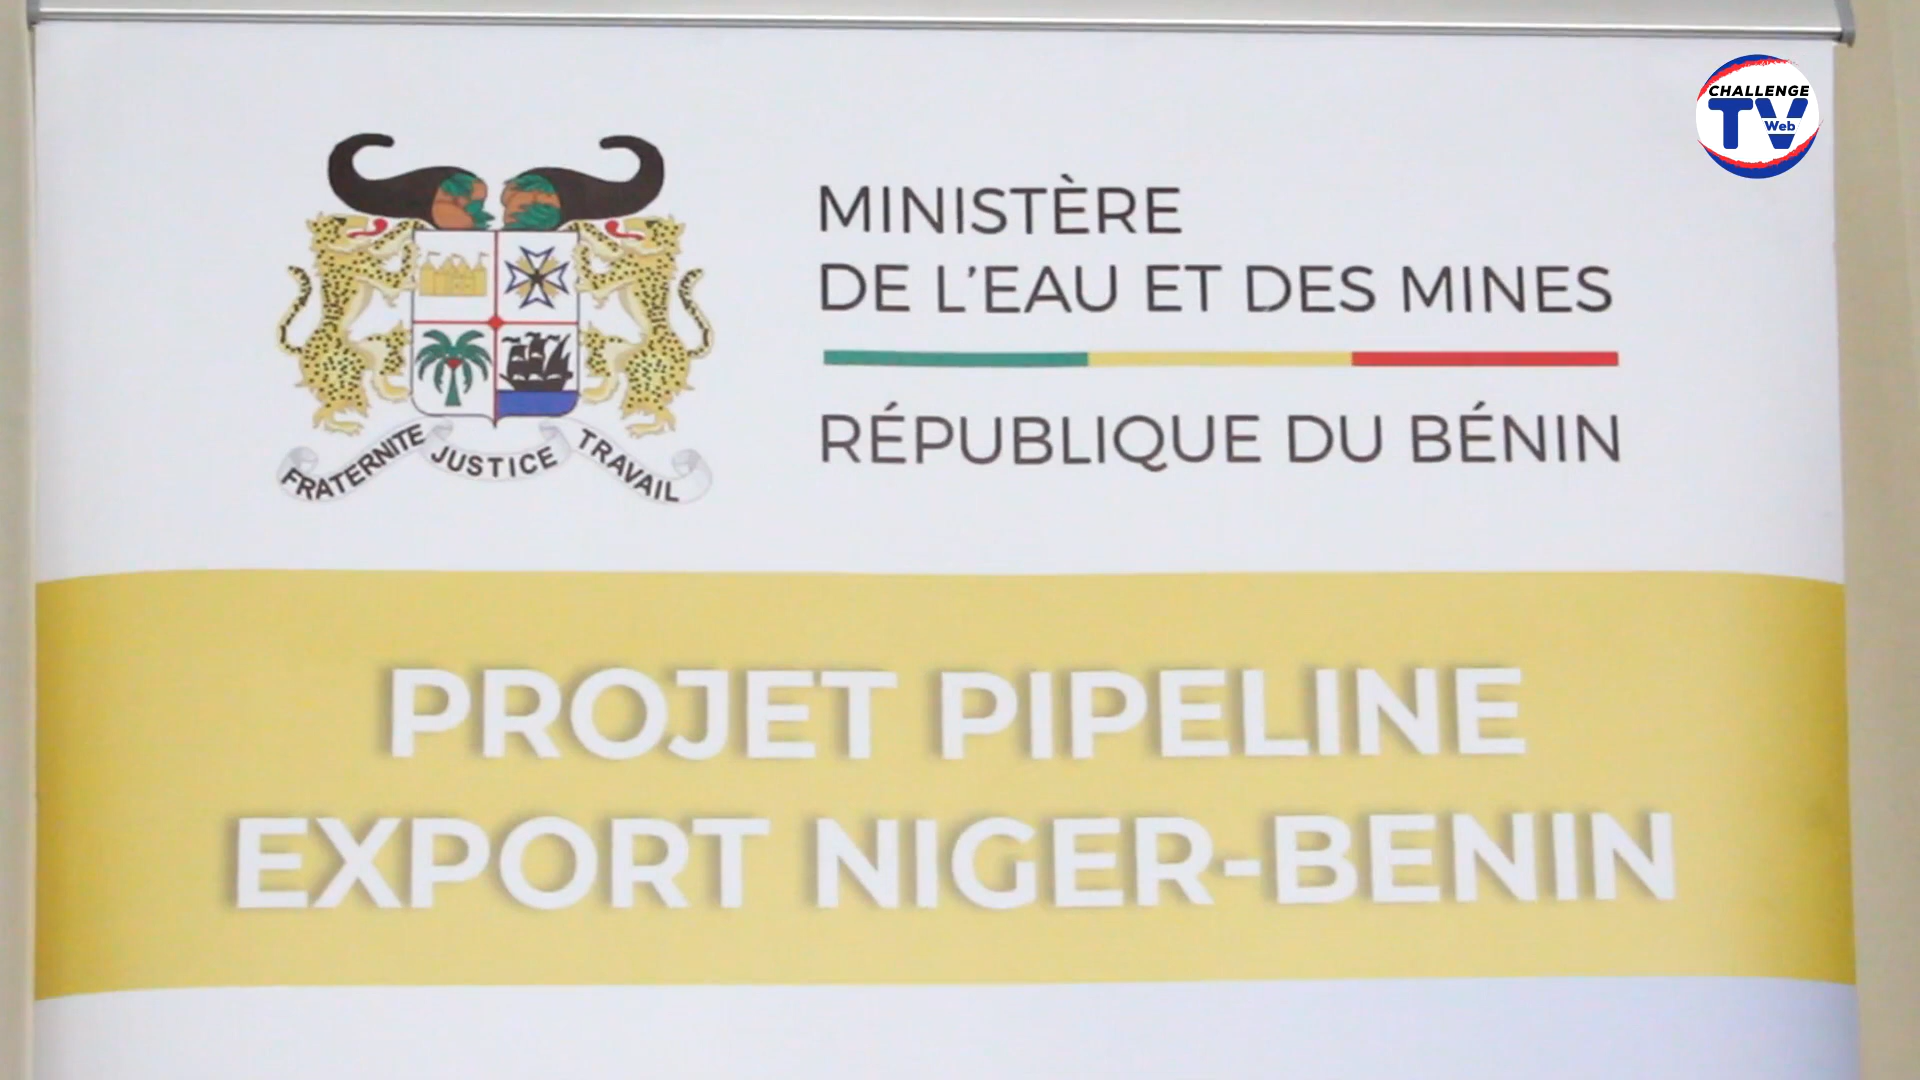 CHALLENGE
TV
Web
MINISTÈRE
DE L'EAU ET DES MINES
RÉPUBLIQUE DU BÉNIN
FRATERNITE JUSTICE TRAVAIL
PROJET PIPELINE
EXPORT NIGER-BENIN